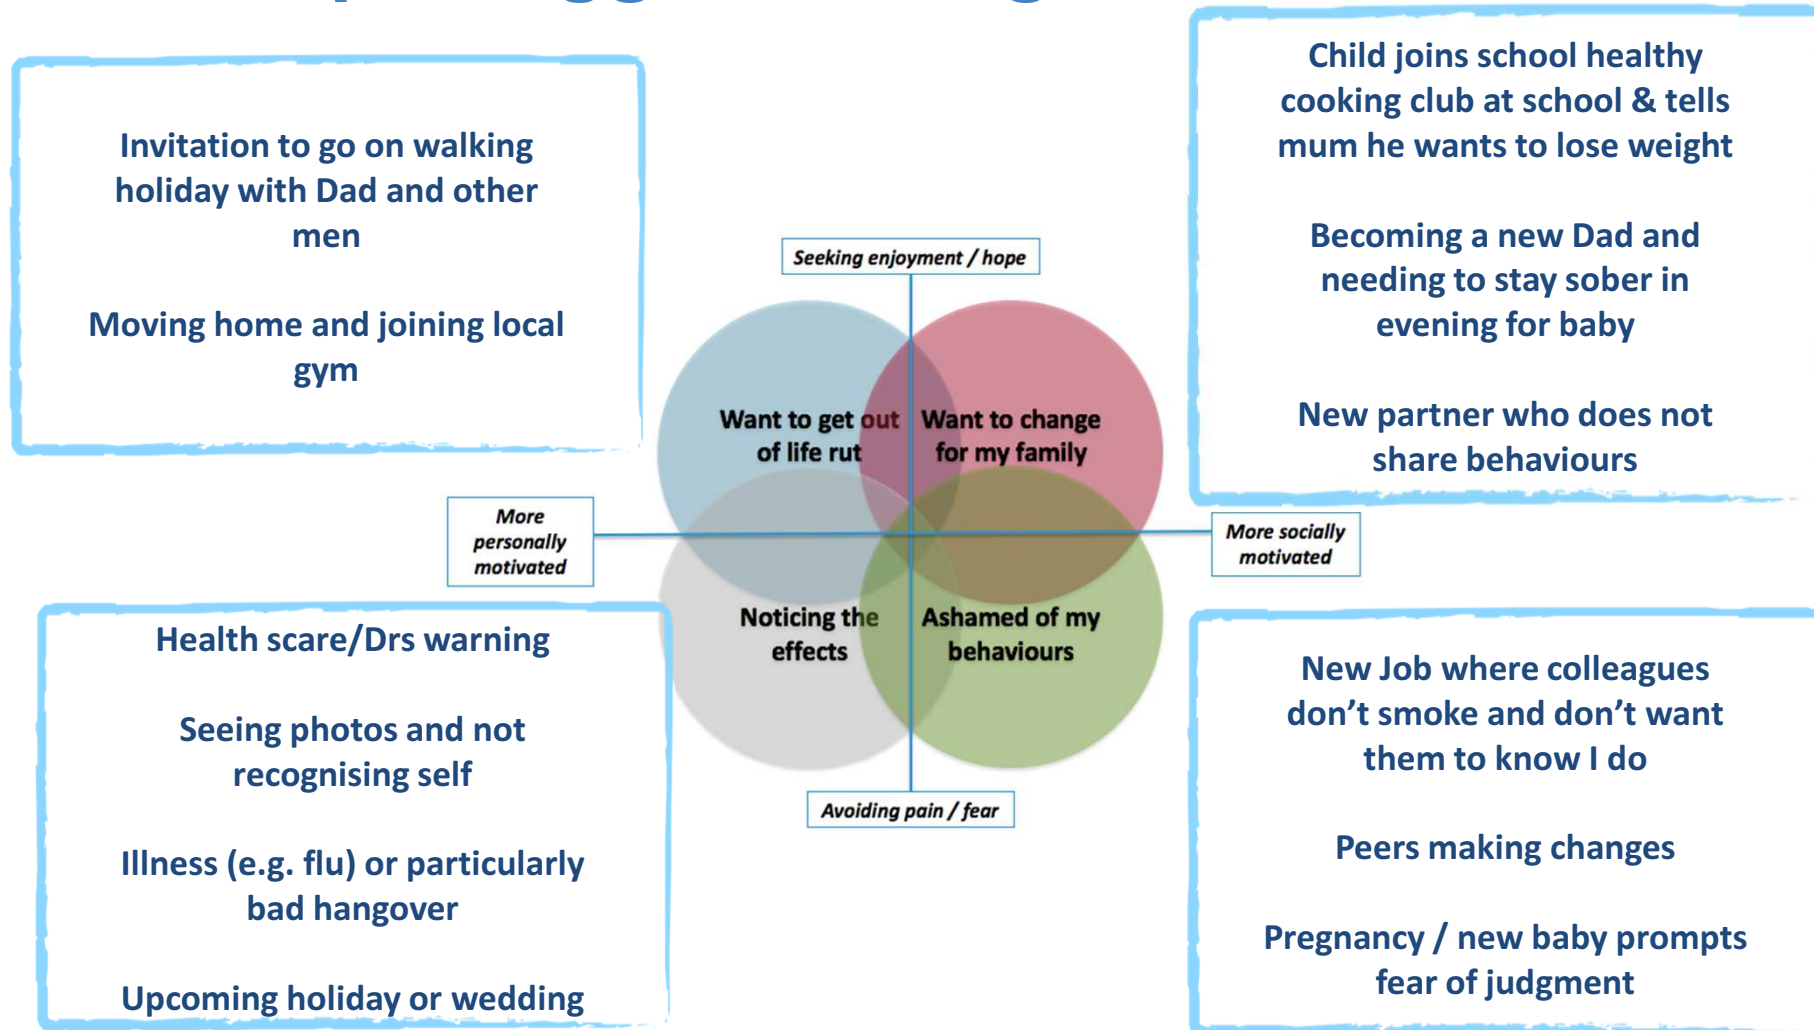 Invitation to go on walking
holiday with Dad and other
men
Moving home and joining local
gym
Child joins school healthy
cooking club at school & tells
mum he wants to lose weight
Becoming a new Dad and
needing to stay sober in
evening for baby
New partner who does not
share behaviours
Seeking enjoyment / hope
Want to get out
of life rut
Want to change
for my family
More
personally
motivated
More socially
motivated
Noticing the
effects
Ashamed of my
behaviours
Avoiding pain / fear
Health scare/Drs warning
Seeing photos and not
recognising self
Illness (e.g. flu) or particularly
bad hangover
Upcoming holiday or wedding
New Job where colleagues
don’t smoke and don’t want
them to know I do
Peers making changes
Pregnancy / new baby prompts
fear of judgment